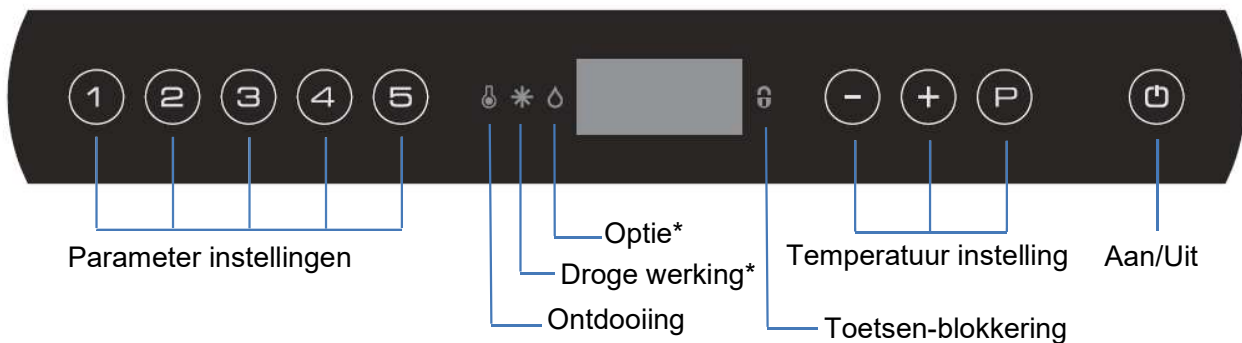 1 2 3 4 5 - + P
Optie*
Parameter instellingen
Temperatuur instelling
Aan/Uit
Droge werking*
Ontdooiing
Toetsen-blokkering